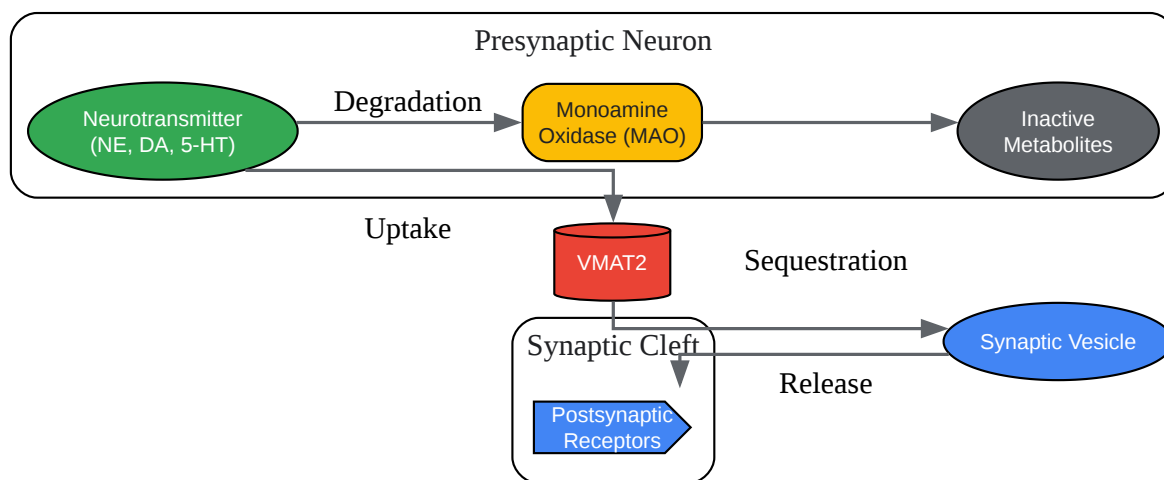 Presynaptic Neuron
Neurotransmitter
(NE, DA, 5-HT)
Degradation
Monoamine
Oxidase (MAO)
Inactive
Metabolites
Uptake
VMAT2
Sequestration
Synaptic Cleft
Synaptic Vesicle
Release
Postsynaptic
Receptors